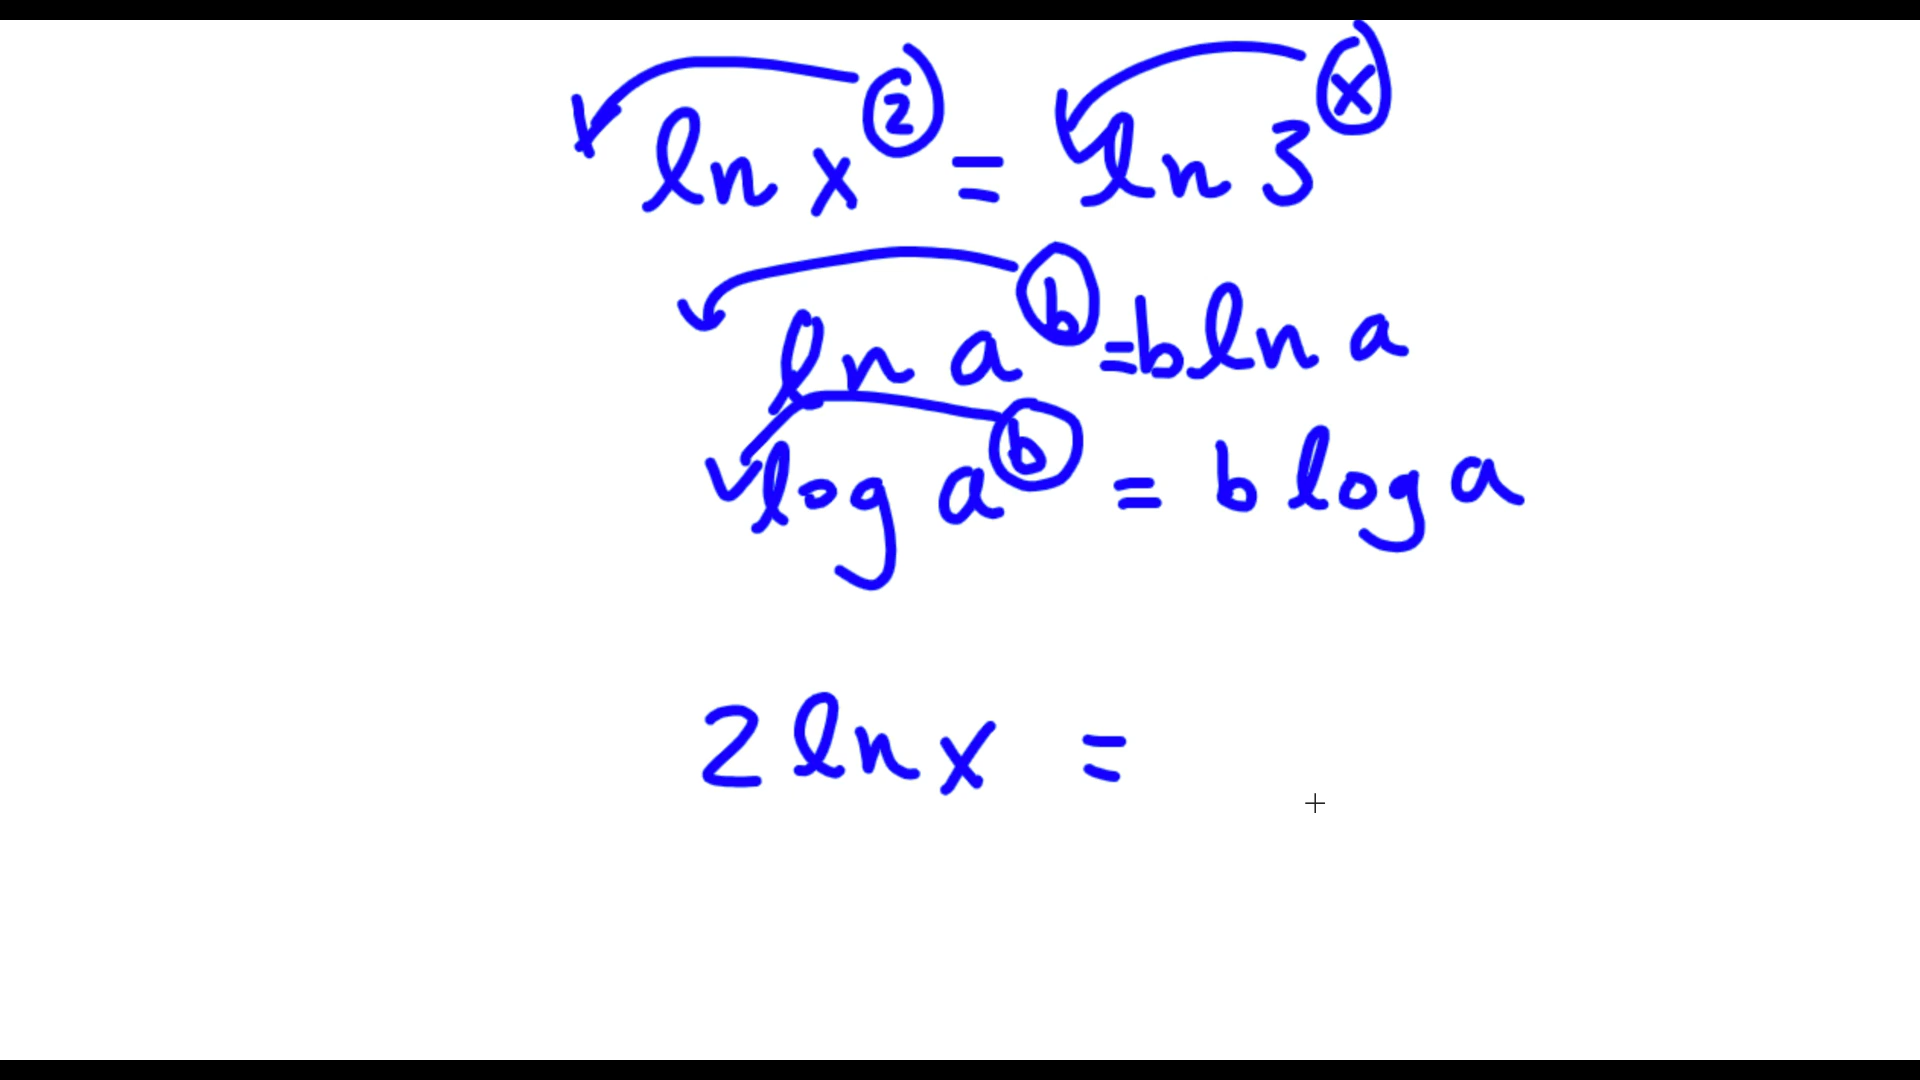 ln x² = ln 3ˣ
ln aᵇ = b ln a
log aᵇ = b log a
2 ln x =